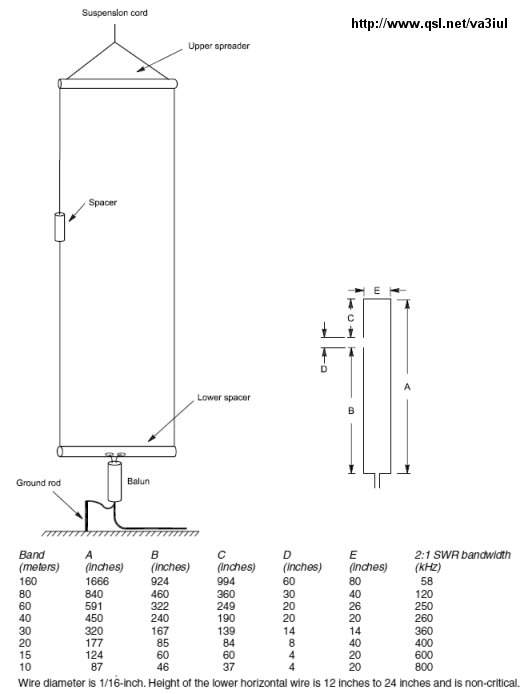 http://www.qsl.net/va3iul
Suspension cord
Upper spreader
Spacer
E
C
D
A
B
Lower spacer
Balun
Ground rod
Band (meters) A (inches) B (inches) C (inches) D (inches) E (inches) 2:1 SWR bandwidth (kHz)
160 1666 924 994 60 80 58
80 840 460 360 30 40 120
60 591 322 249 20 26 250
40 450 240 190 20 20 260
30 320 167 139 14 14 360
20 177 85 84 8 40 400
15 124 60 60 4 20 600
10 87 46 37 4 20 800
Wire diameter is 1/16-inch. Height of the lower horizontal wire is 12 inches to 24 inches and is non-critical.